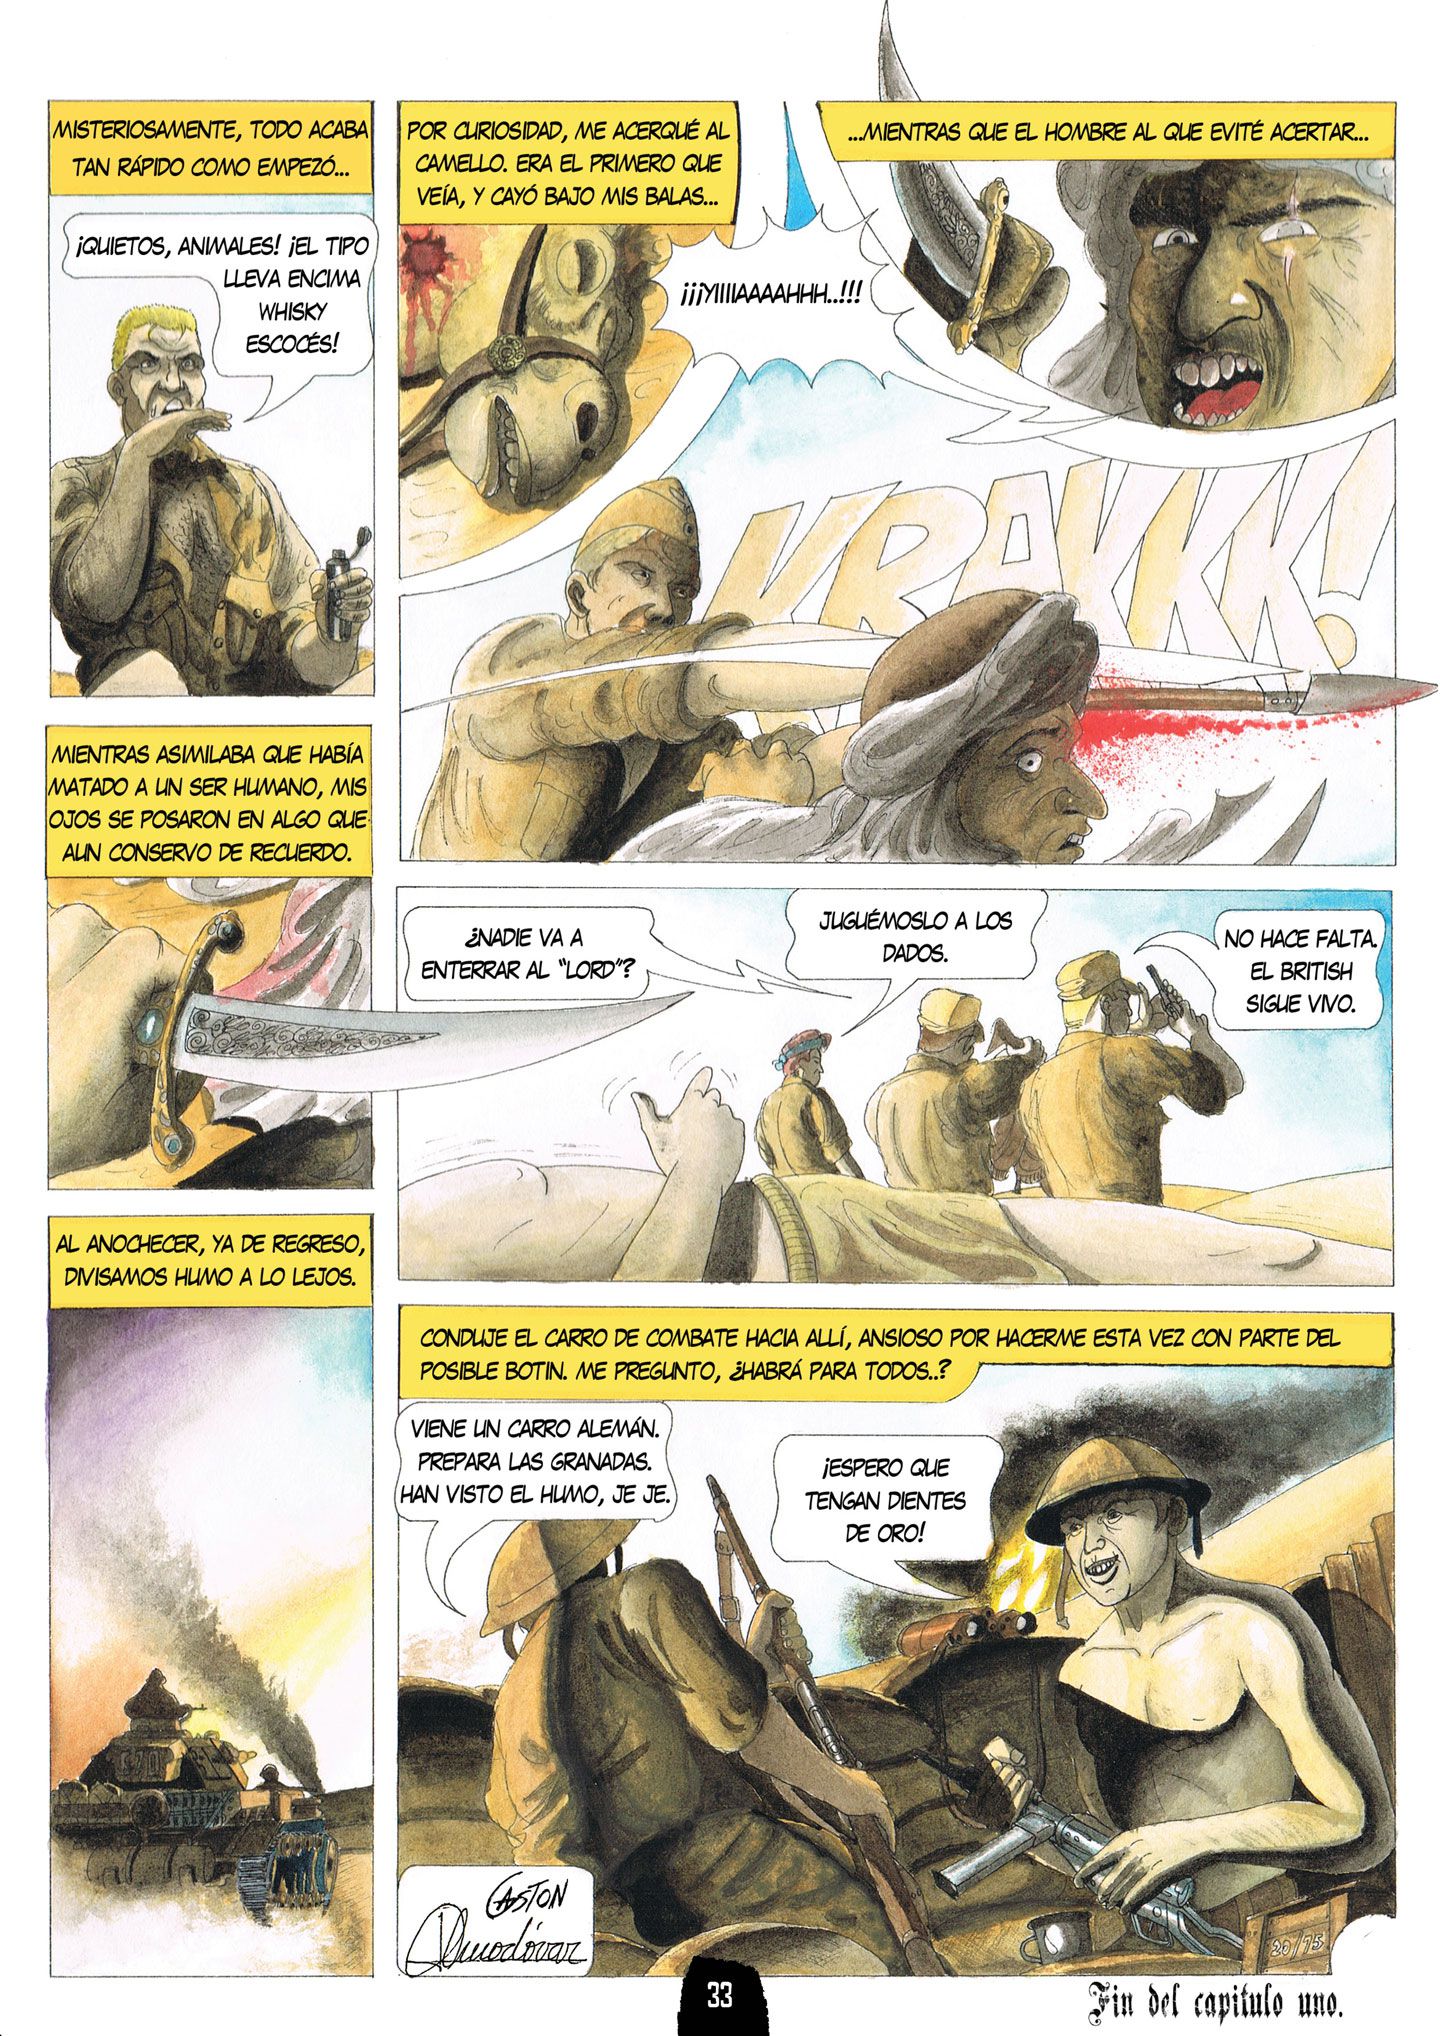 MISTERIOSAMENTE, TODO ACABA
TAN RÁPIDO COMO EMPEZÓ...
¡QUIETOS, ANIMALES! ¡EL TIPO
LLEVA ENCIMA
WHISKY
ESCOCÉS!
POR CURIOSIDAD, ME ACERQUÉ AL
CAMELLO. ERA EL PRIMERO QUE
VEÍA, Y CAYÓ BAJO MIS BALAS...
...MIENTRAS QUE EL HOMBRE AL QUE EVITÉ ACERTAR...
¡¡¡YIIIIAAAAHHH..!!!
KRAKKK!
MIENTRAS ASIMILABA QUE HABÍA
MATADO A UN SER HUMANO, MIS
OJOS SE POSARON EN ALGO QUE
AUN CONSERVO DE RECUERDO.
¿NADIE VA A
ENTERRAR AL "LORD"?
JUGUÉMOSLO A LOS
DADOS.
NO HACE FALTA.
EL BRITISH
SIGUE VIVO.
AL ANOCHECER, YA DE REGRESO,
DIVISAMOS HUMO A LO LEJOS.
CONDUJE EL CARRO DE COMBATE HACIA ALLÍ, ANSIOSO POR HACERME ESTA VEZ CON PARTE DEL
POSIBLE BOTIN. ME PREGUNTO, ¿HABRÁ PARA TODOS..?
VIENE UN CARRO ALEMÁN.
PREPARA LAS GRANADAS.
HAN VISTO EL HUMO, JE JE.
¡ESPERO QUE
TENGAN DIENTES
DE ORO!
GASTON
Almodóvar
20/75
33
Fin del capitulo uno.